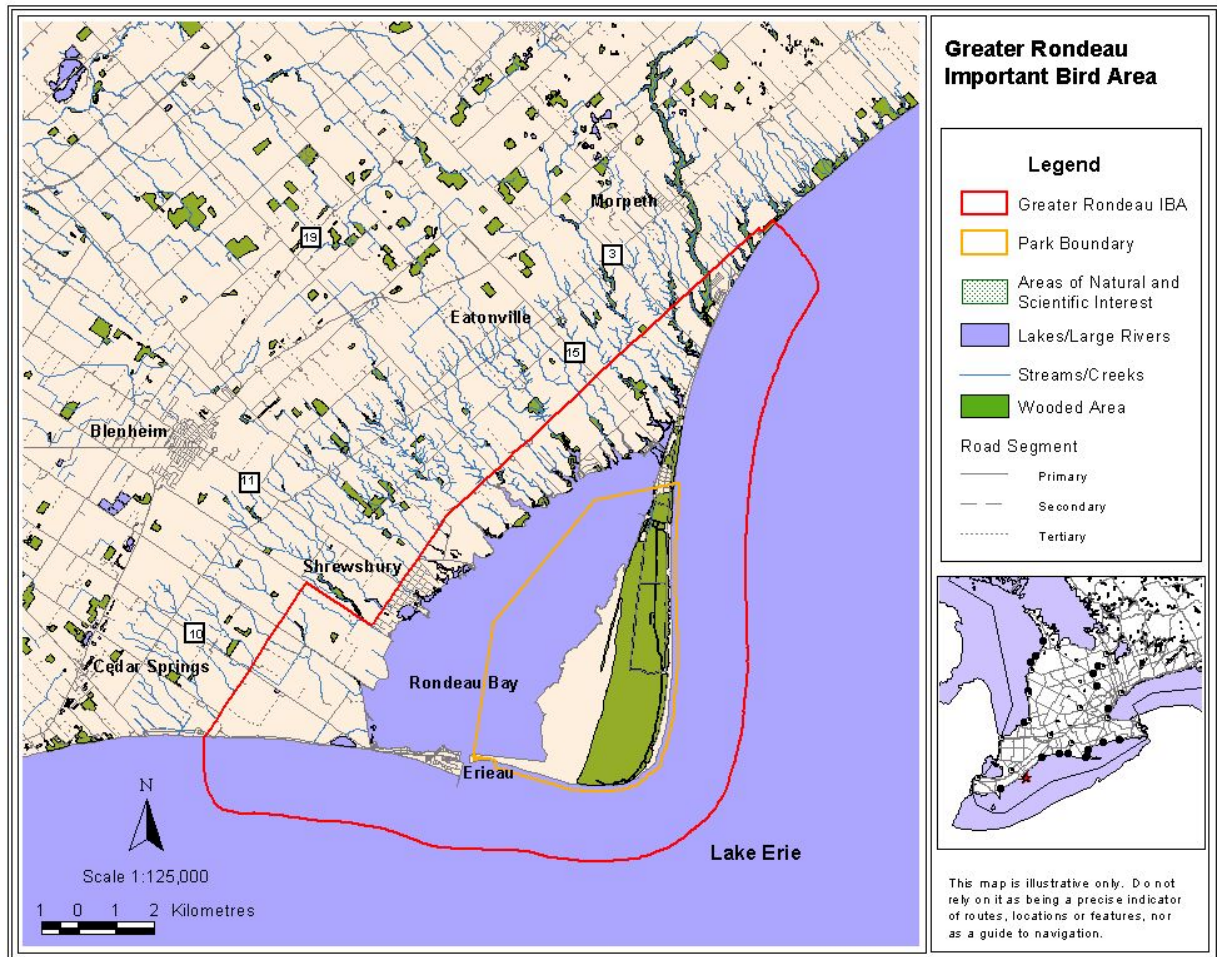 Greater Rondeau
Important Bird Area
Legend
Greater Rondeau IBA
Park Boundary
Areas of Natural and
Scientific Interest
Lakes/Large Rivers
Streams/Creeks
Wooded Area
Road Segment
Primary
Secondary
Tertiary
Morpeth
19
3
Eatonville
15
Blenheim
11
Shrewsbury
10
Cedar Springs
Rondeau Bay
Erieau
Lake Erie
N
Scale 1:125,000
1 0 1 2 Kilometres
This map is illustrative only. Do not
rely on it as being a precise indicator
of routes, locations or features, nor
as a guide to navigation.